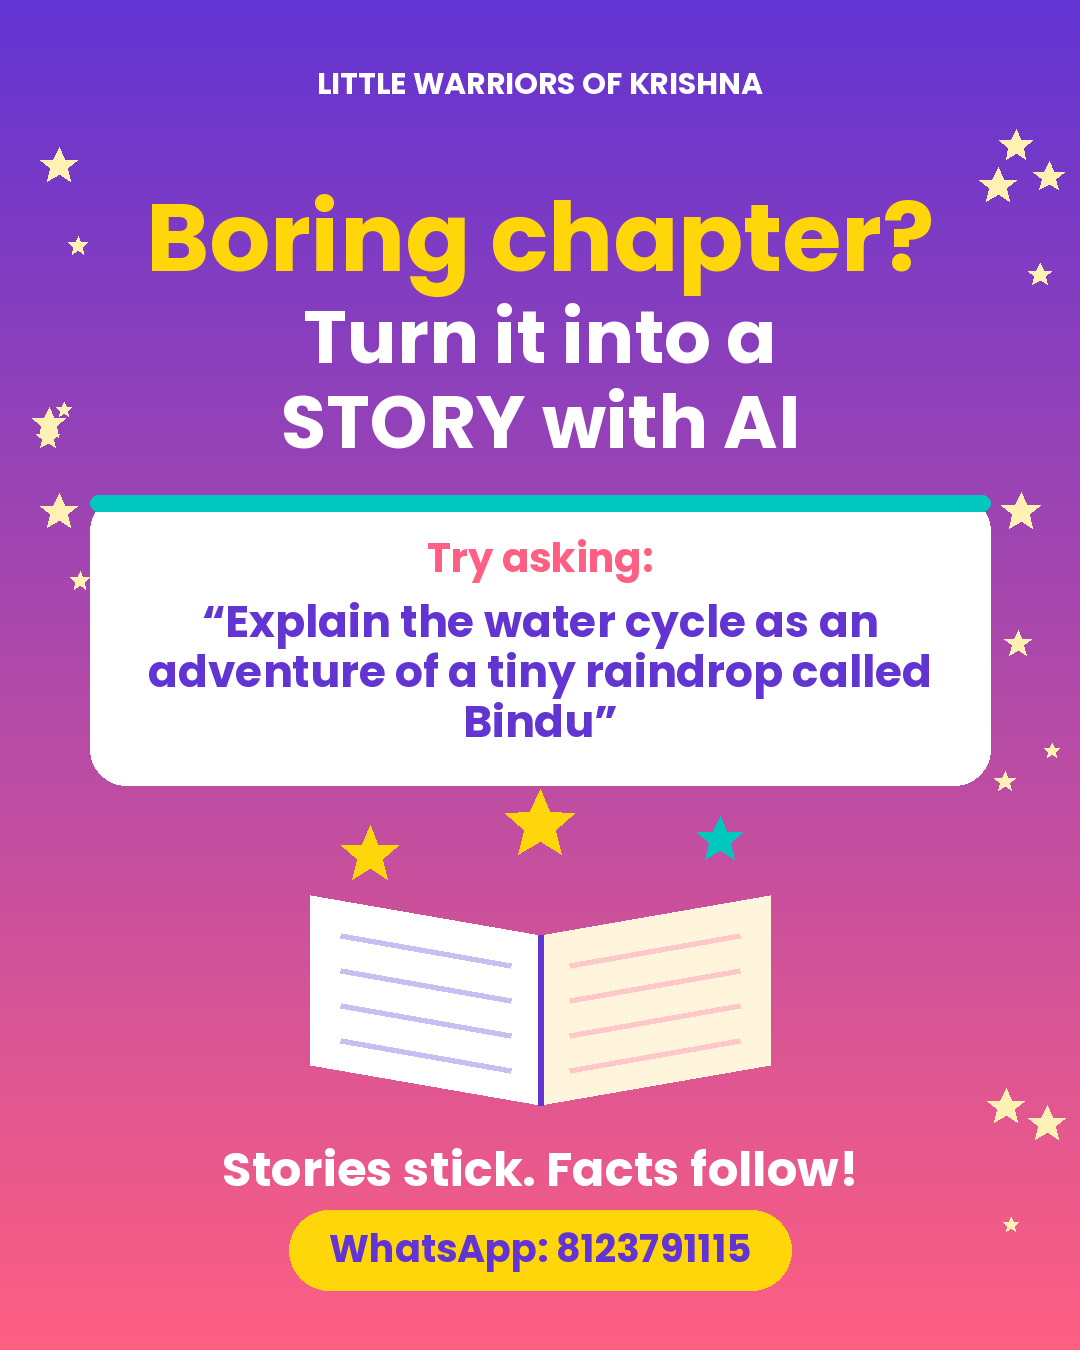 LITTLE WARRIORS OF KRISHNA
Boring chapter?
Turn it into a
STORY with AI
Try asking:
“Explain the water cycle as an
adventure of a tiny raindrop called
Bindu”
Stories stick. Facts follow!
WhatsApp: 8123791115